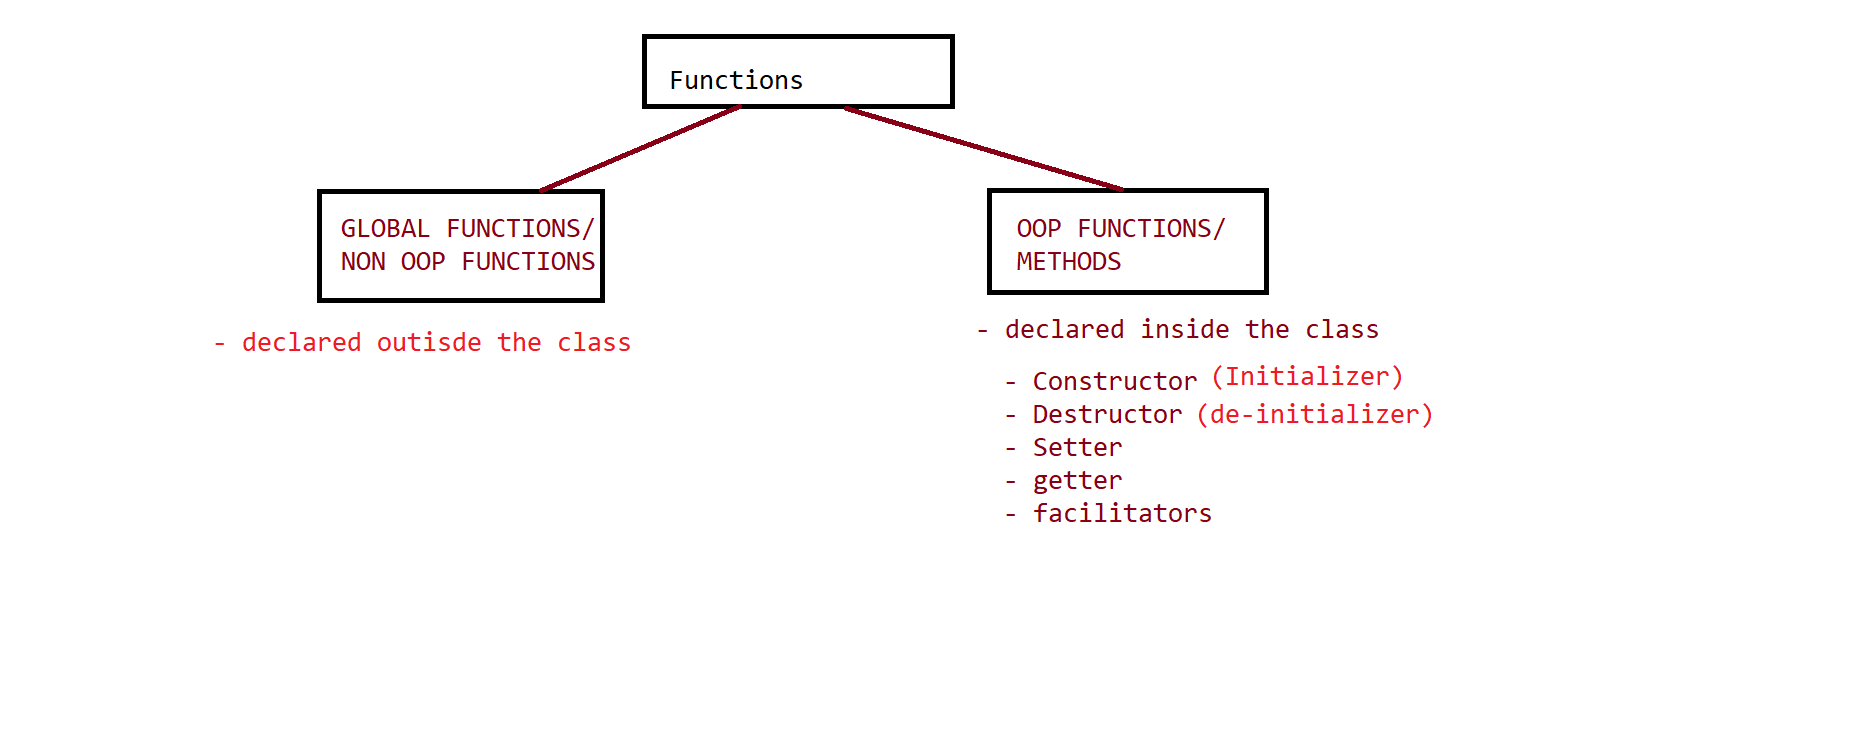 Functions
GLOBAL FUNCTIONS/
NON OOP FUNCTIONS
- declared outisde the class
OOP FUNCTIONS/
METHODS
- declared inside the class
- Constructor (Initializer)
- Destructor (de-initializer)
- Setter
- getter
- facilitators